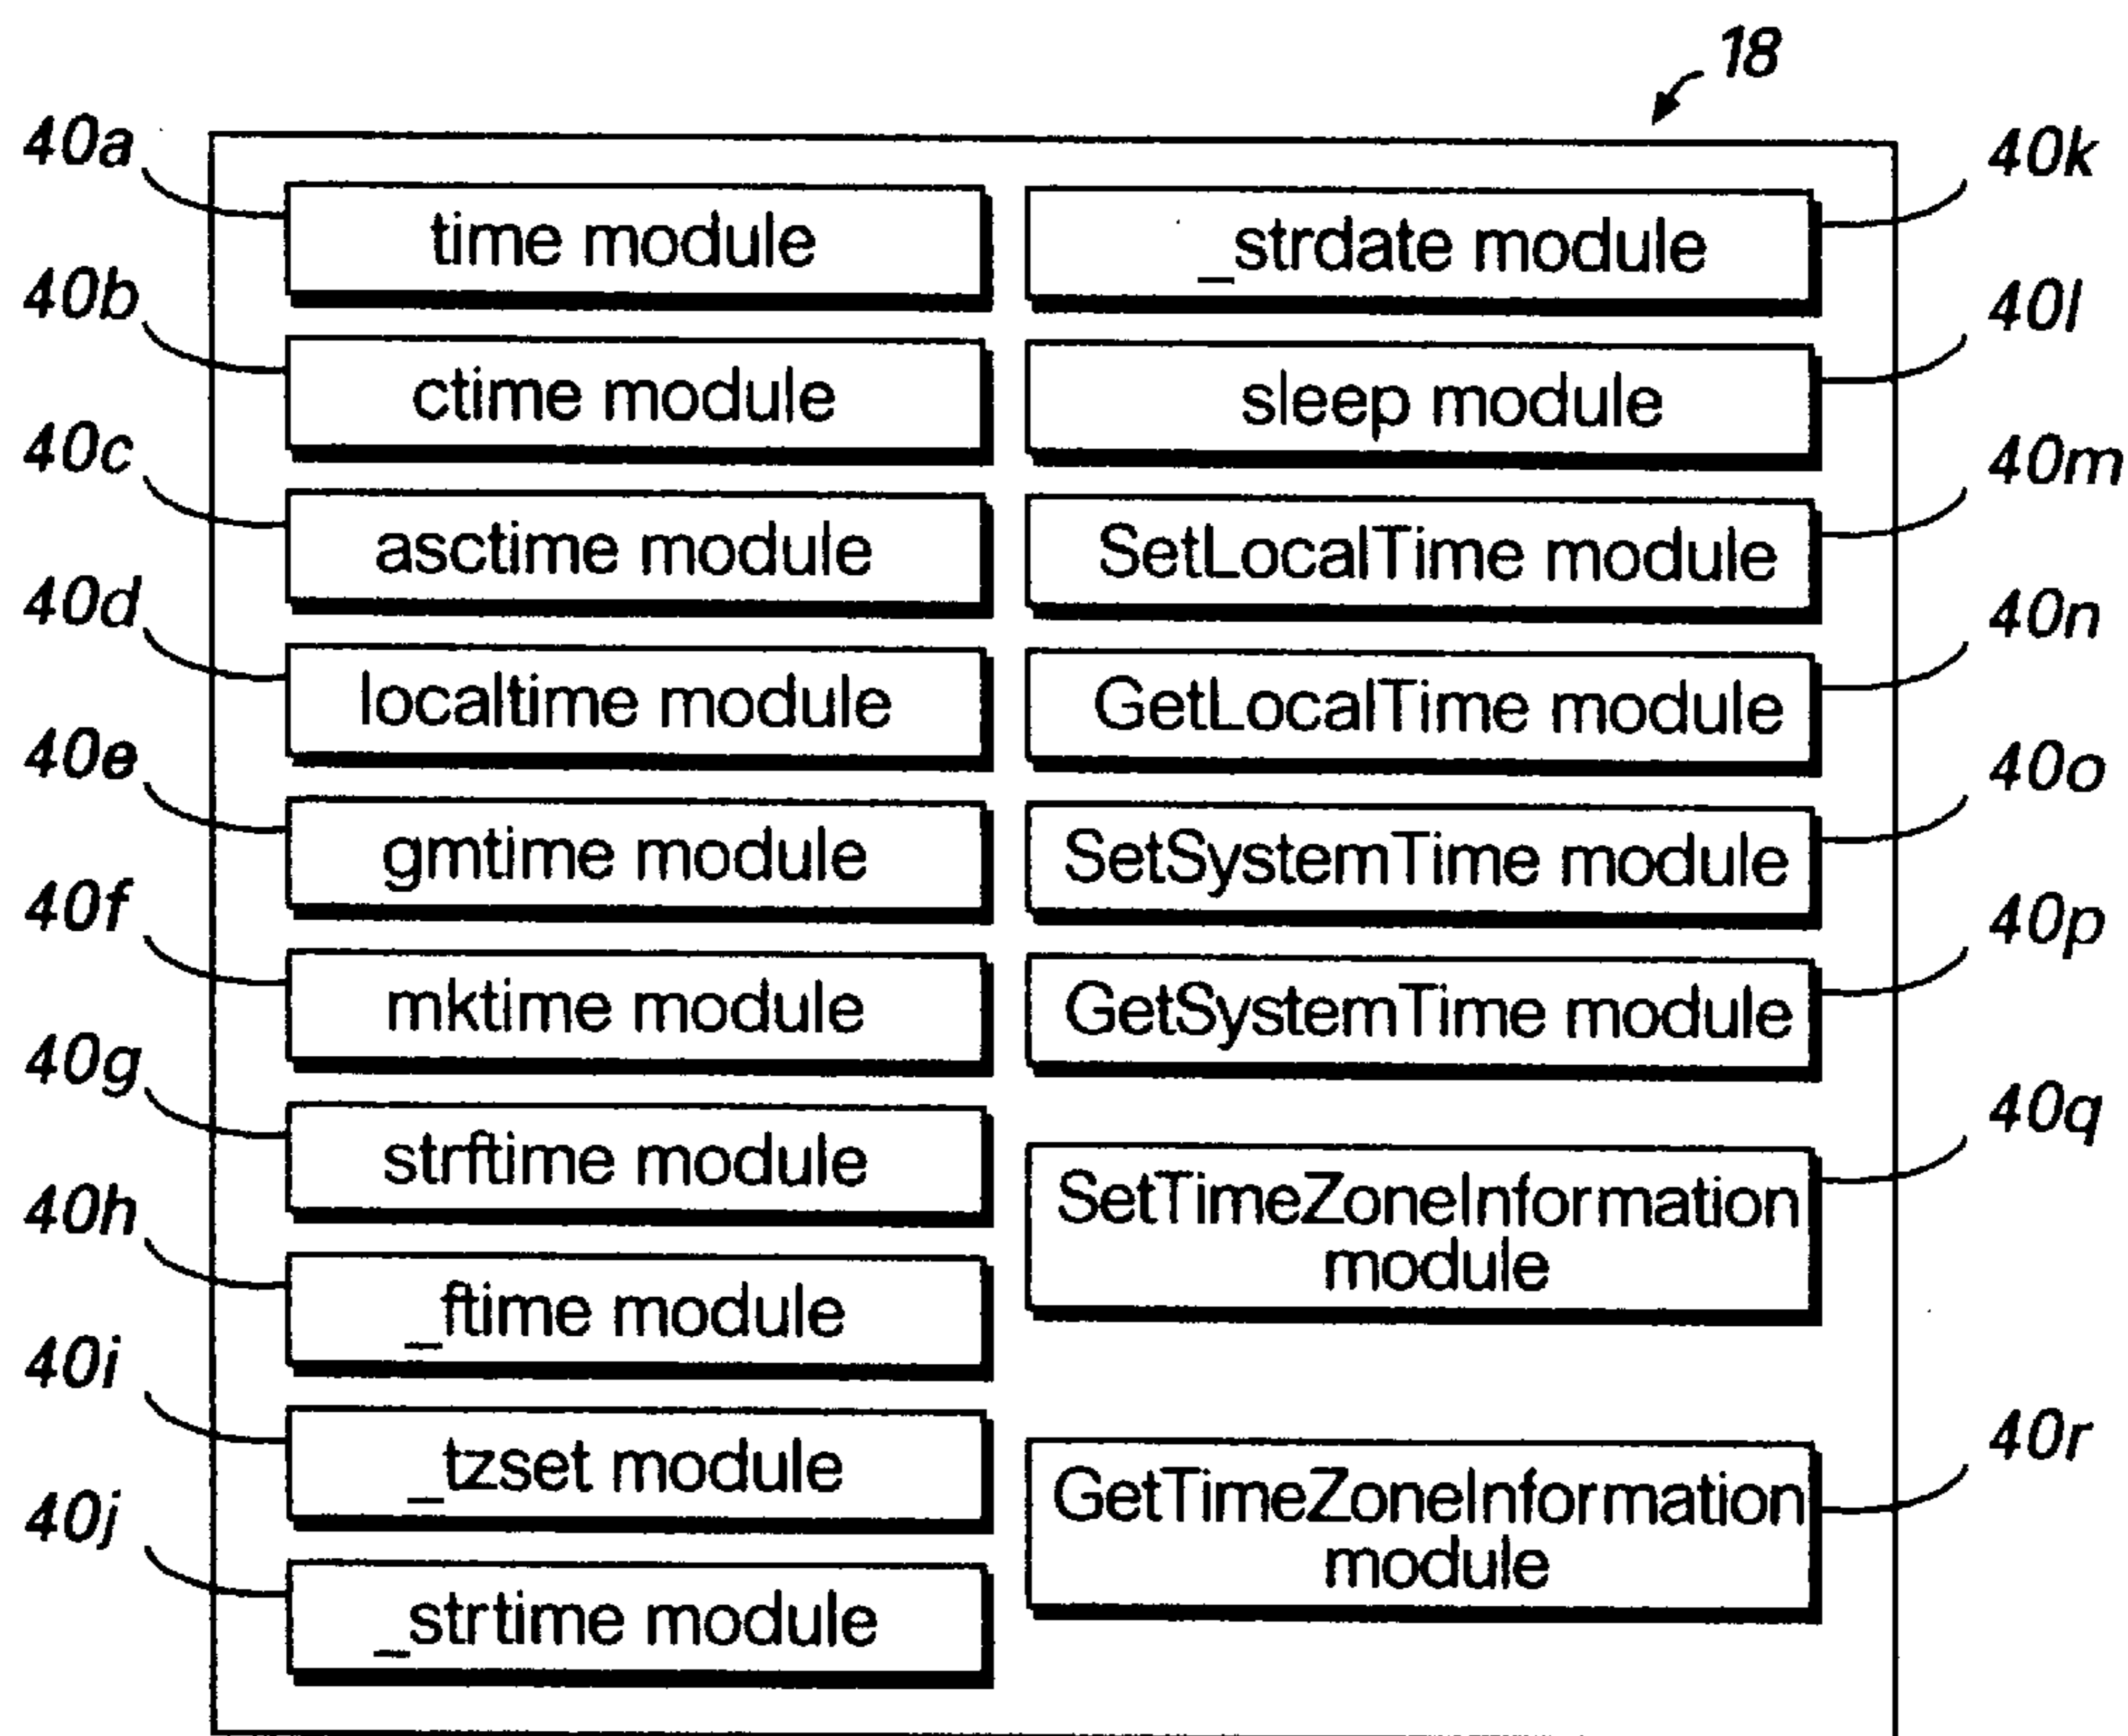 18
40a
time module
40b
ctime module
40c
asctime module
40d
localtime module
40e
gmtime module
40f
mktime module
40g
strftime module
40h
_ftime module
40i
_tzset module
40j
_strtime module
40k
_strdate module
40l
sleep module
40m
SetLocalTime module
40n
GetLocalTime module
40o
SetSystemTime module
40p
GetSystemTime module
40q
SetTimeZoneInformation
module
40r
GetTimeZoneInformation
module